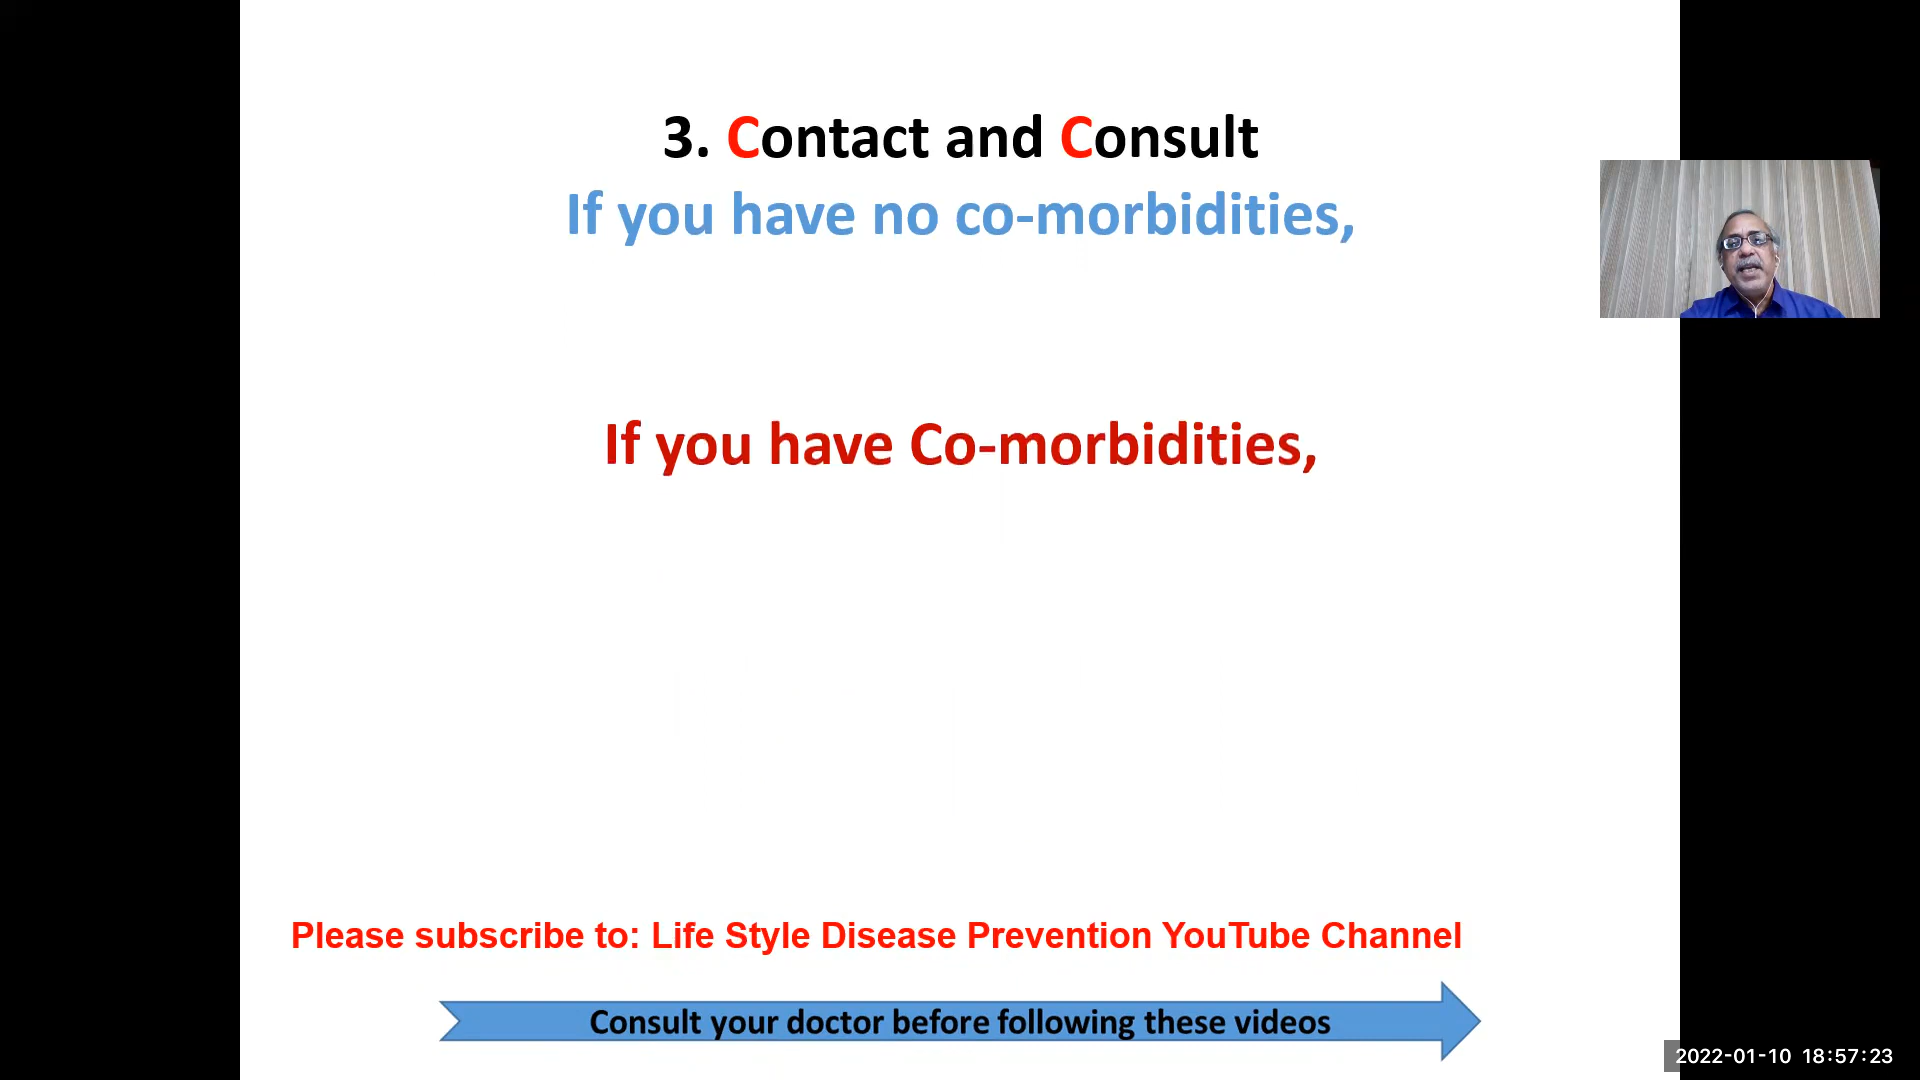 3. Contact and Consult
If you have no co-morbidities,
If you have Co-morbidities,
Please subscribe to: Life Style Disease Prevention YouTube Channel
Consult your doctor before following these videos
2022-01-10 18:57:23